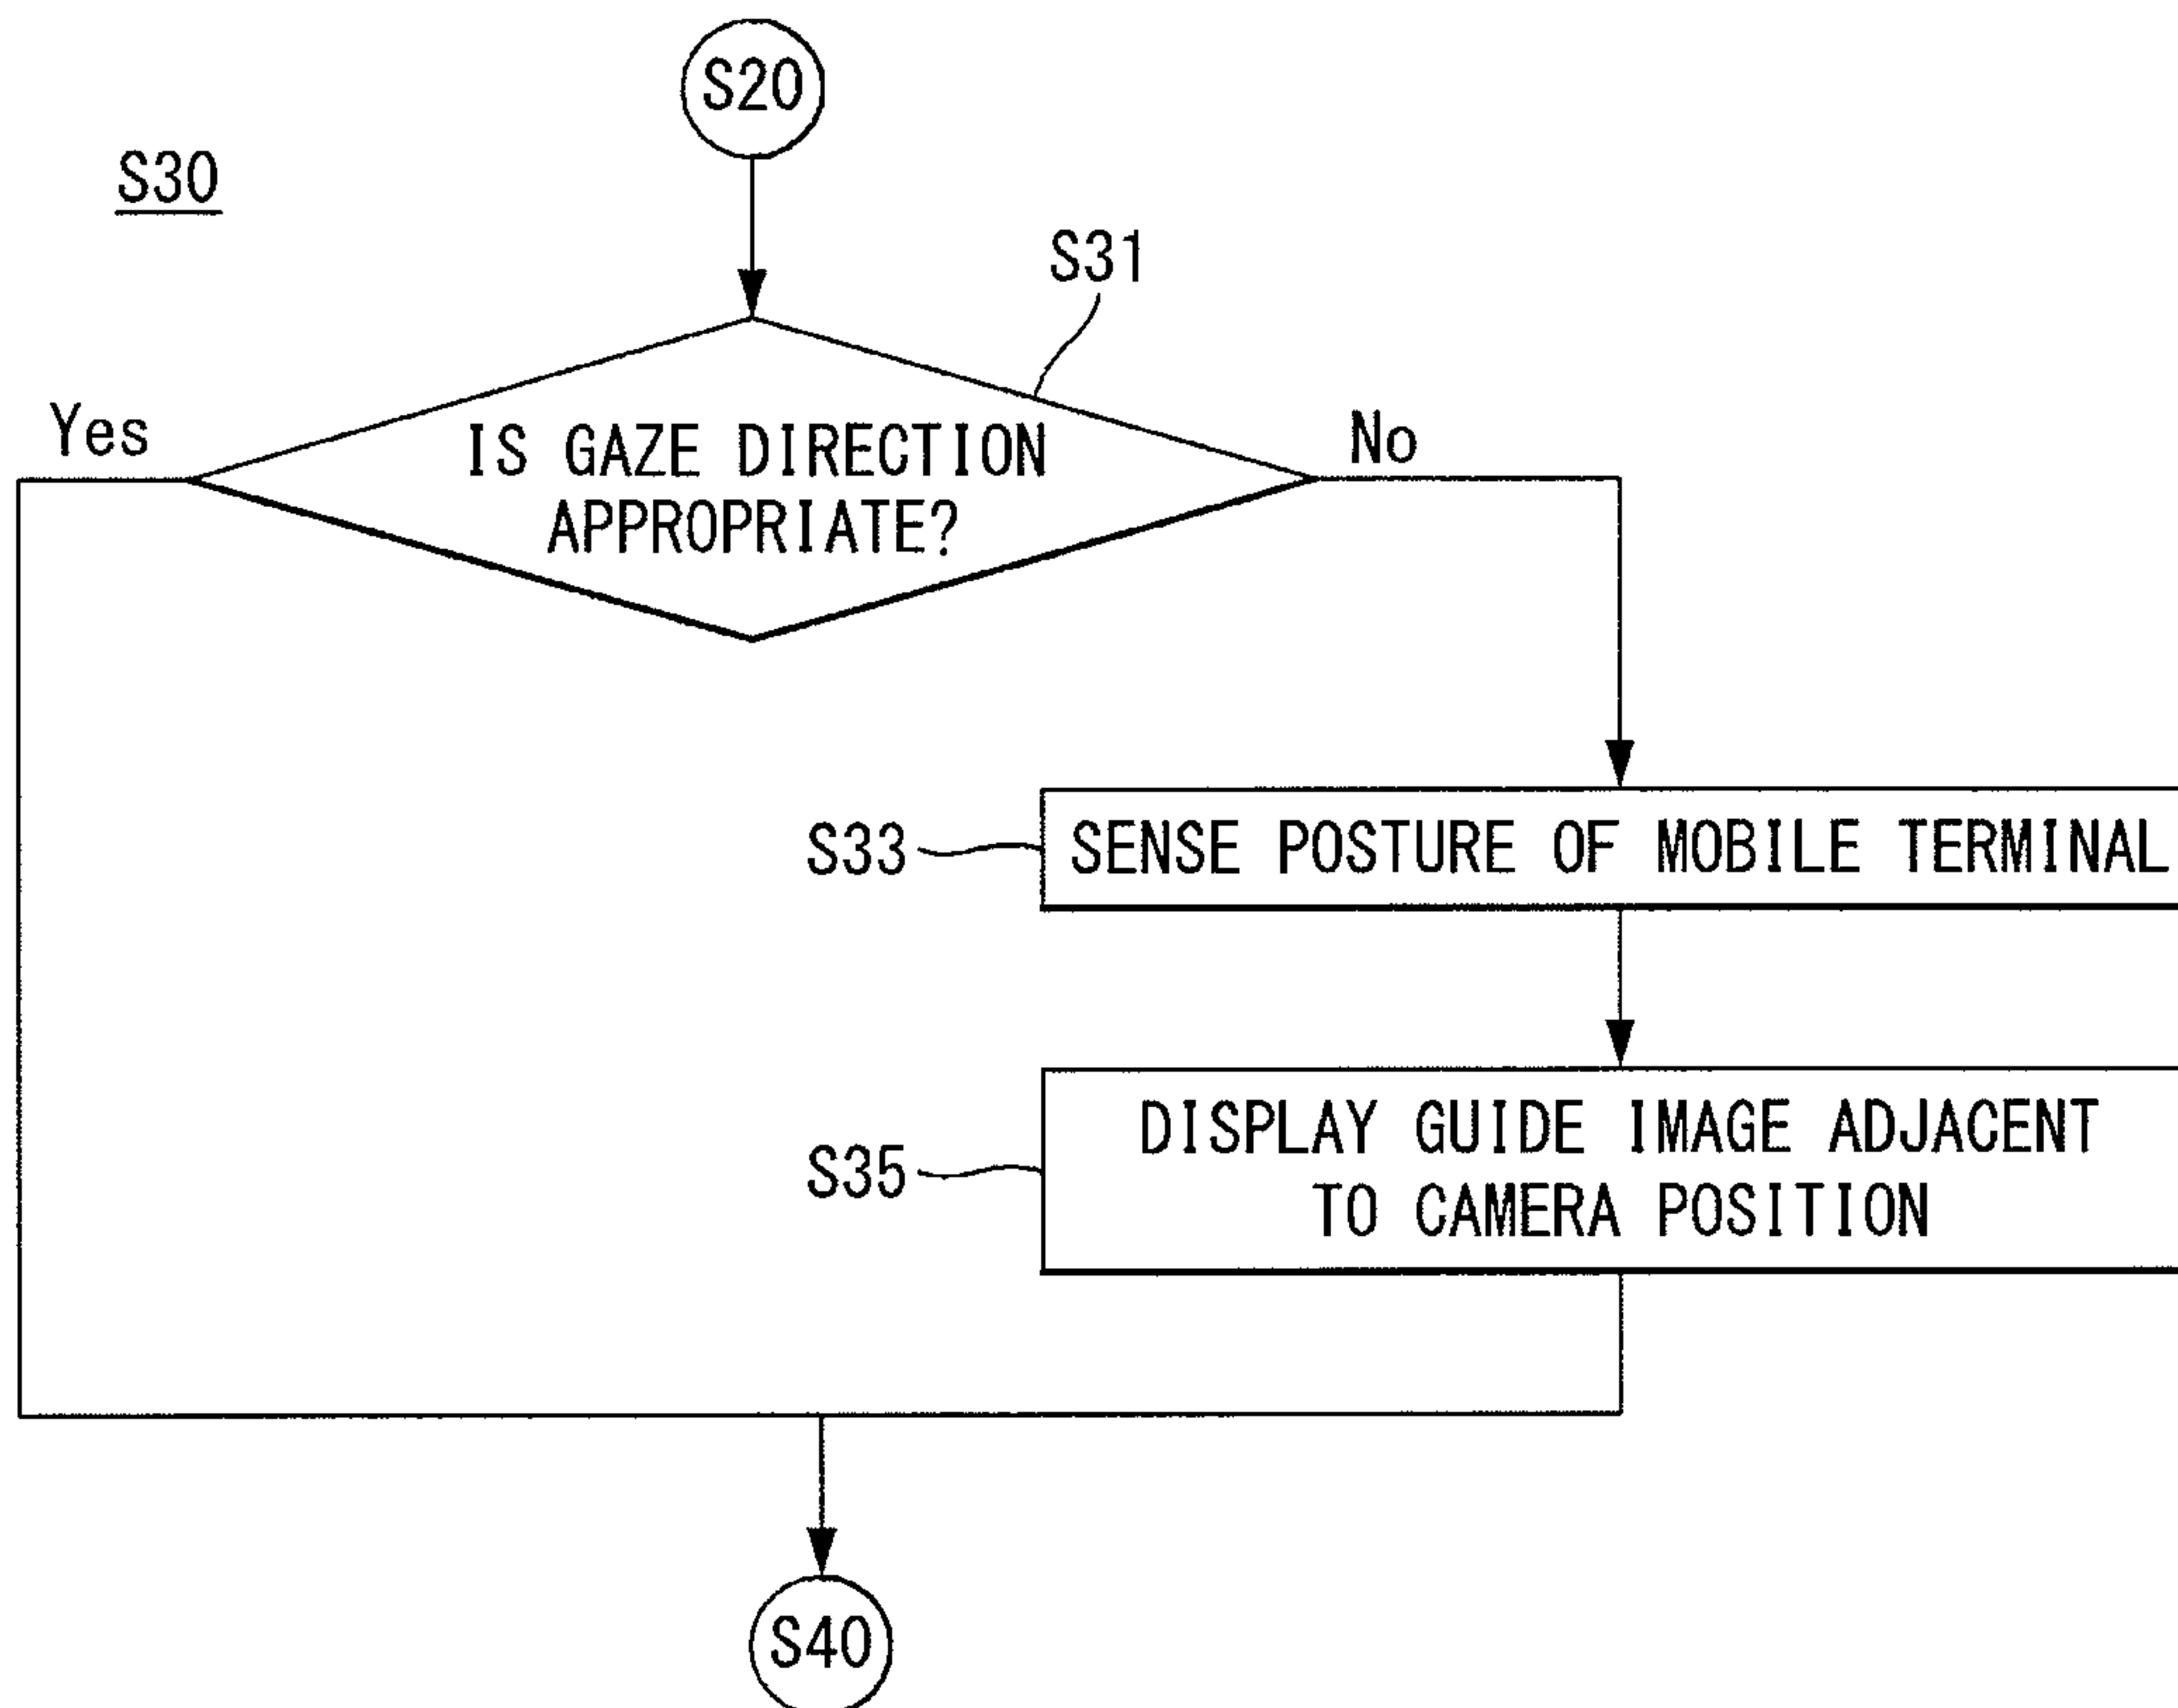 S20
S30
S31
Yes
IS GAZE DIRECTION
APPROPRIATE?
No
S33
SENSE POSTURE OF MOBILE TERMINAL
S35
DISPLAY GUIDE IMAGE ADJACENT
TO CAMERA POSITION
S40